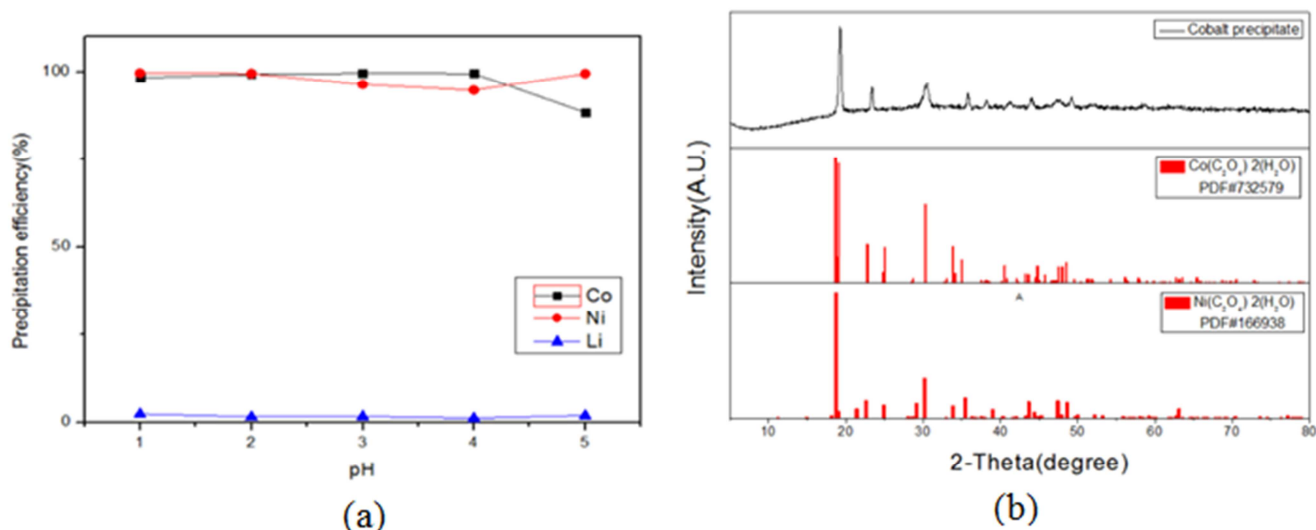 100
50
0
Precipitation efficiency(%)
Co
Ni
Li
1 2 3 4 5
pH
(a)
Cobalt precipitate
Co(C₂O₄) 2(H₂O)
PDF#732579
A
Ni(C₂O₄) 2(H₂O)
PDF#166938
Intensity(A.U.)
10 20 30 40 50 60 70 80
2-Theta(degree)
(b)